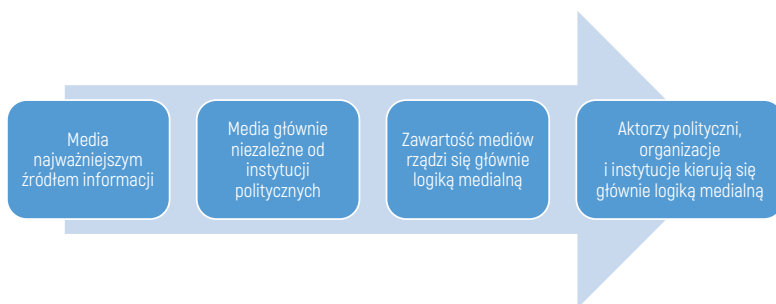 Media
najważniejszym
źródłem informacji
Media głównie
niezależne od
instytucji
politycznych
Zawartość mediów
rządzi się głównie
logiką medialną
Aktorzy polityczni,
organizacje
i instytucje kierują się
głównie logiką medialną